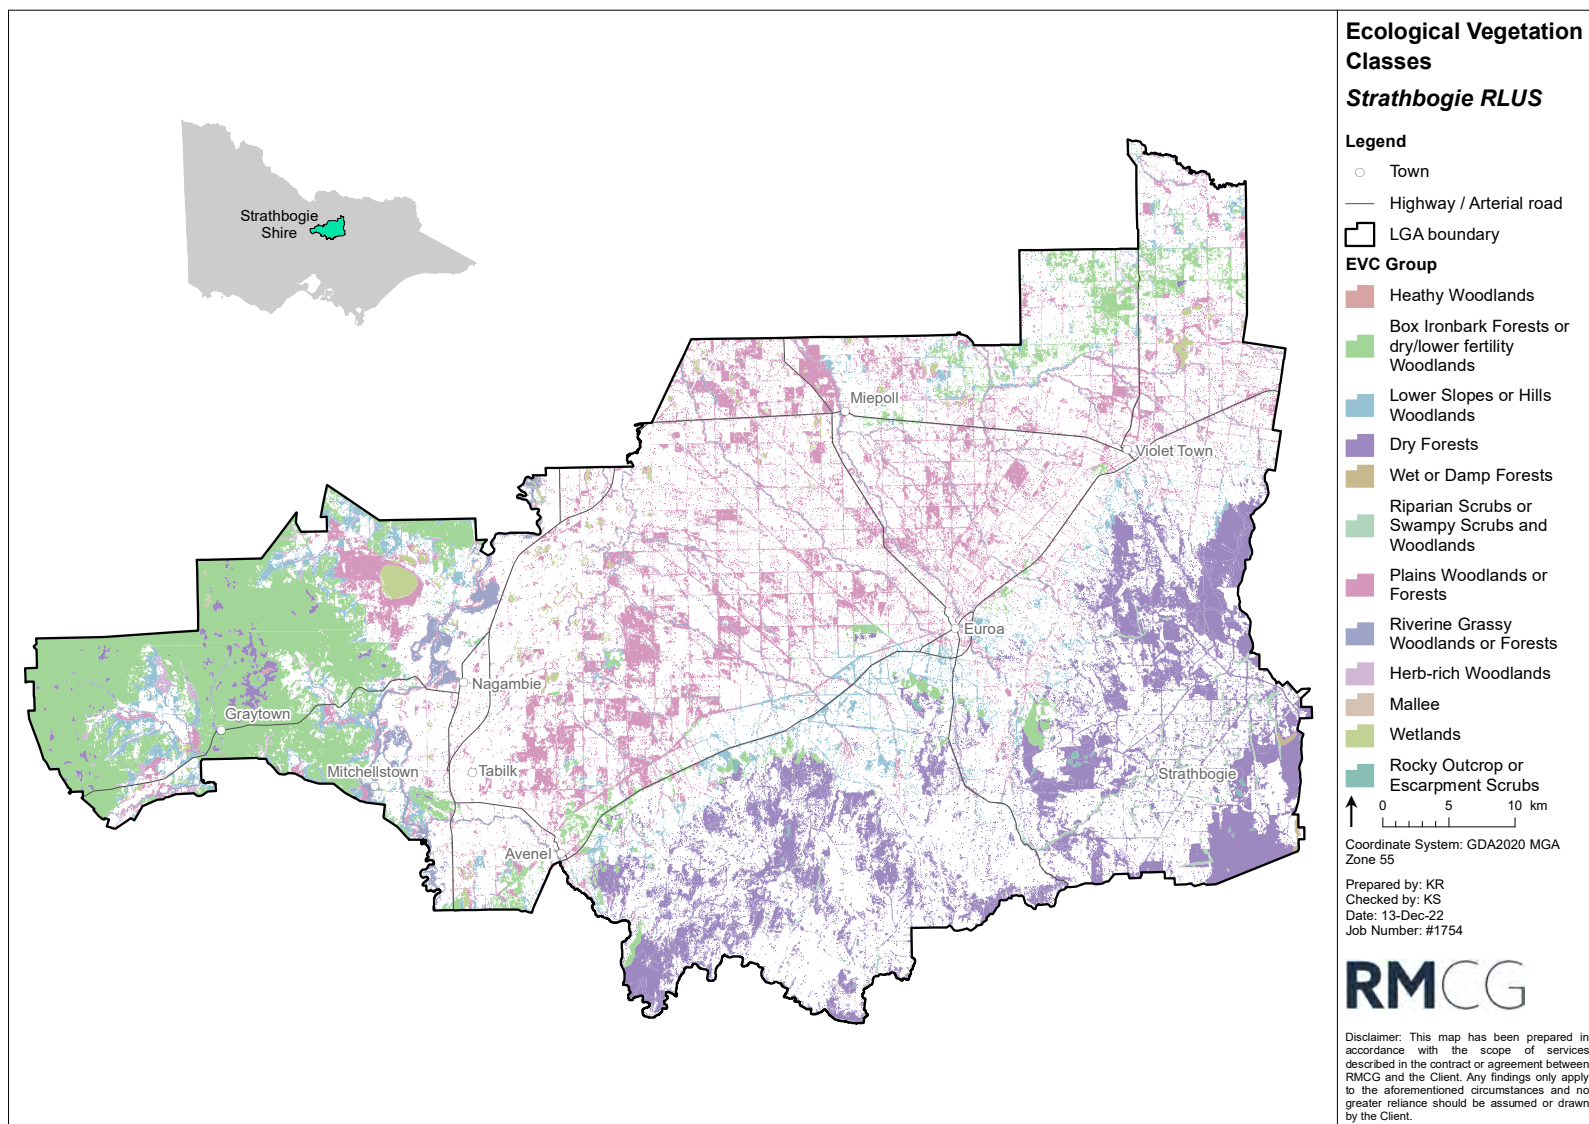 Ecological Vegetation
Classes
Strathbogie RLUS
Legend
Town
Highway / Arterial road
LGA boundary
EVC Group
Heathy Woodlands
Box Ironbark Forests or
dry/lower fertility
Woodlands
Lower Slopes or Hills
Woodlands
Dry Forests
Wet or Damp Forests
Riparian Scrubs or
Swampy Scrubs and
Woodlands
Plains Woodlands or
Forests
Riverine Grassy
Woodlands or Forests
Herb-rich Woodlands
Mallee
Wetlands
Rocky Outcrop or
Escarpment Scrubs
0 5 10 km
Coordinate System: GDA2020 MGA
Zone 55
Prepared by: KR
Checked by: KS
Date: 13-Dec-22
Job Number: #1754
RMCG
Disclaimer: This map has been prepared in
accordance with the scope of services
described in the contract or agreement between
RMCG and the Client. Any findings only apply
to the aforementioned circumstances and no
greater reliance should be assumed or drawn
by the Client.
Strathbogie
Shire
Miepoll
Violet Town
Euroa
Nagambie
Graytown
Mitchellstown
Tabilk
Strathbogie
Avenel